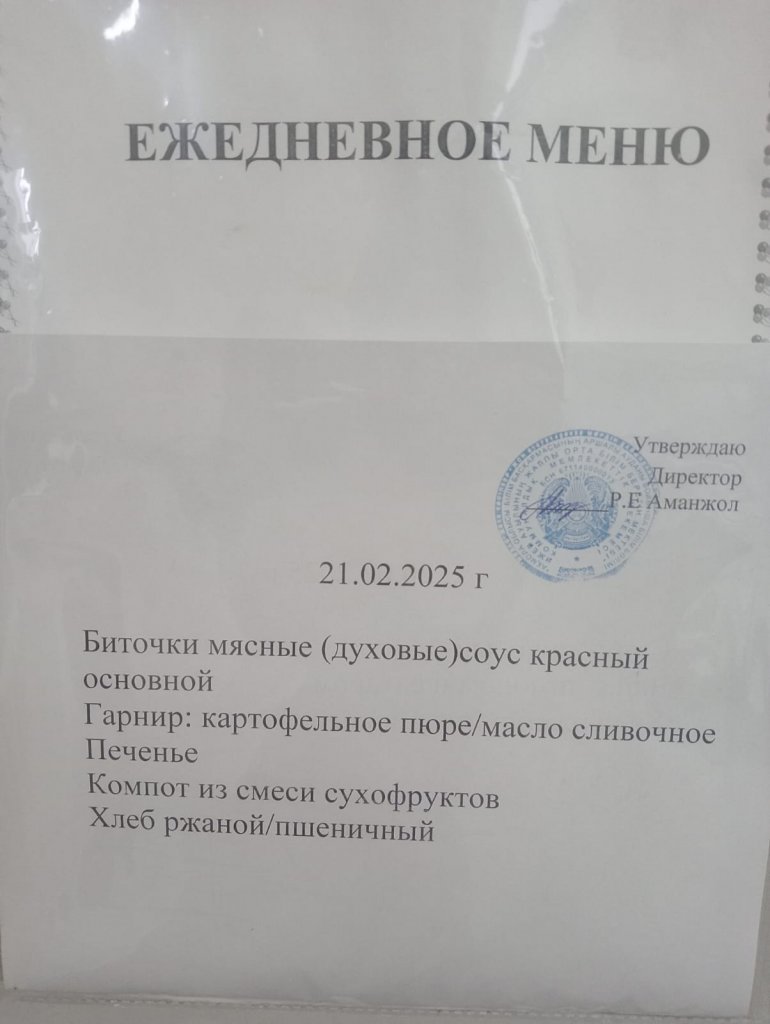 ЕЖЕДНЕВНОЕ МЕНЮ
Утверждаю
Директор
Р.Е Аманжол
21.02.2025 г
Биточки мясные (духовые)соус красный
основной
Гарнир: картофельное пюре/масло сливочное
Печенье
Компот из смеси сухофруктов
Хлеб ржаной/пшеничный